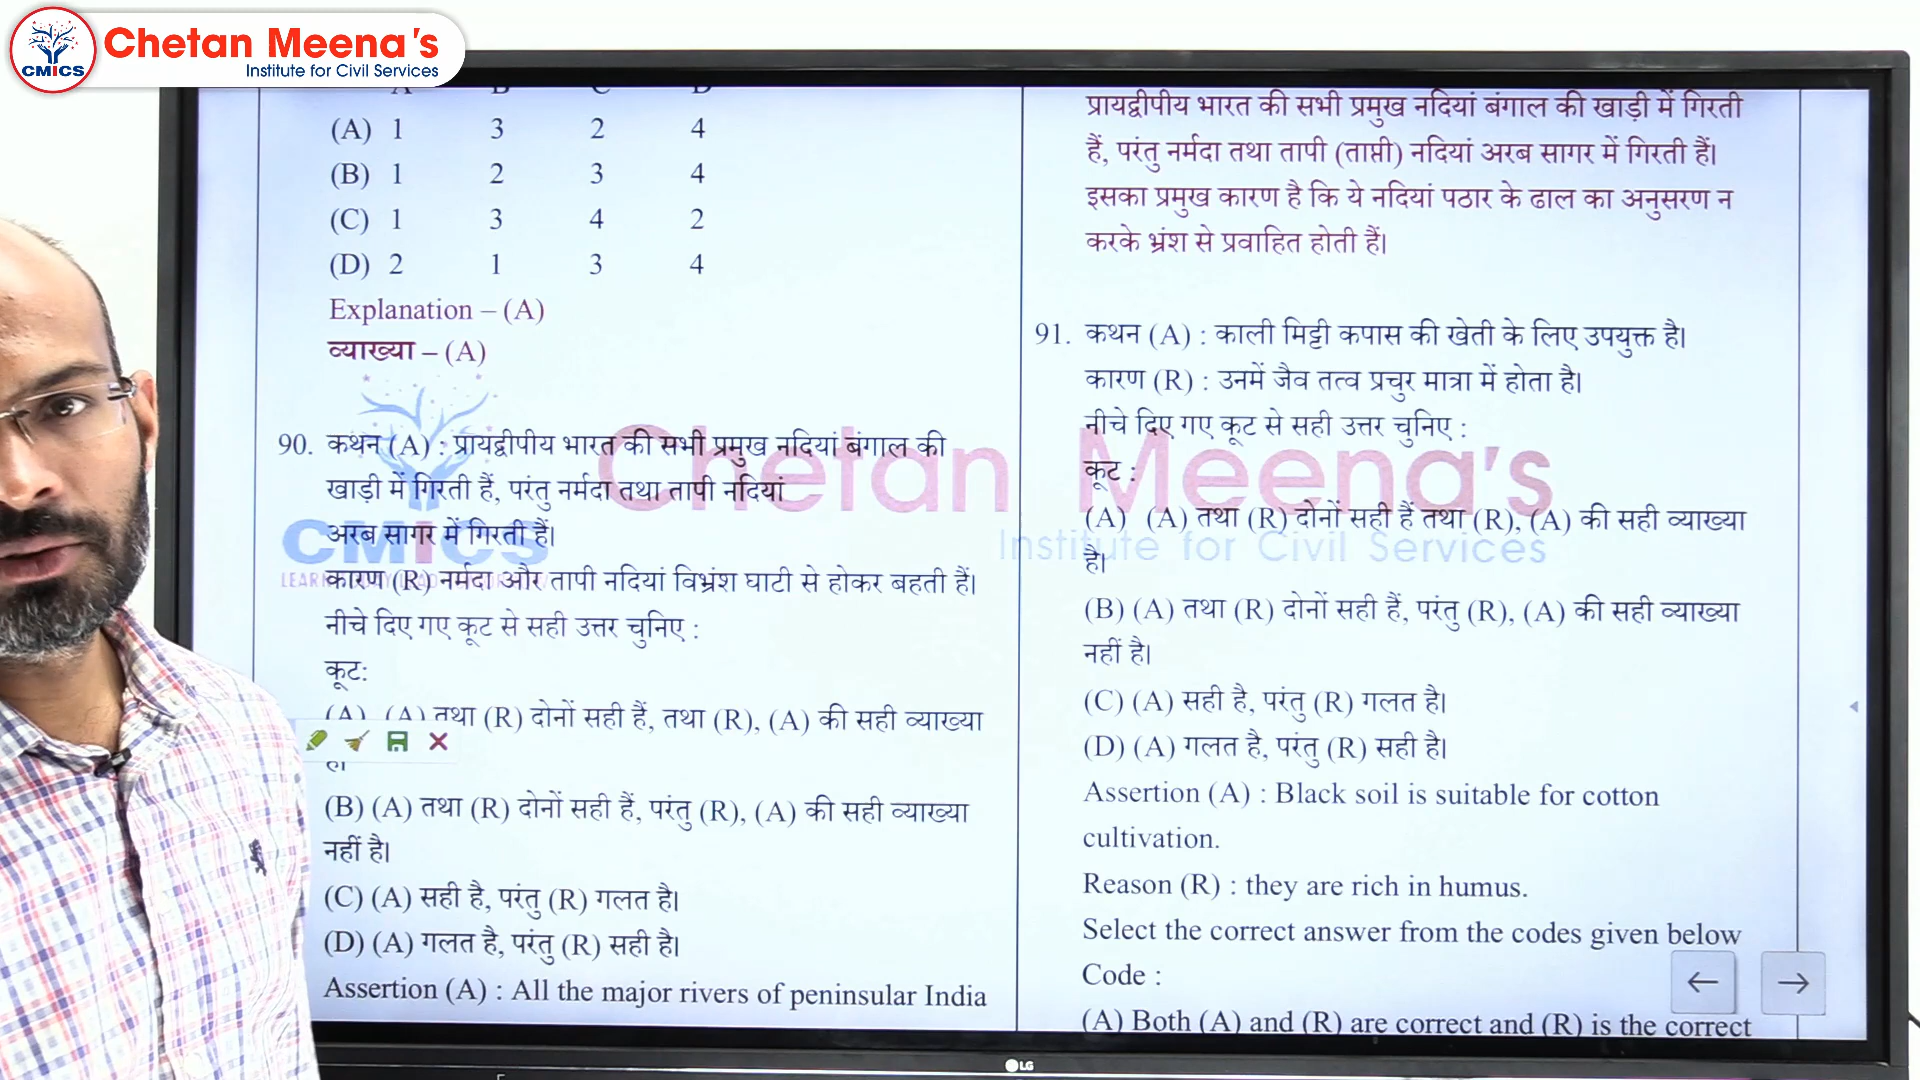 Chetan Meena's
Institute for Civil Services
CMICS
A B C D
(A) 1 3 2 4
(B) 1 2 3 4
(C) 1 3 4 2
(D) 2 1 3 4
Explanation – (A)
व्याख्या – (A)
90. कथन (A) : प्रायद्वीपीय भारत की सभी प्रमुख नदियां बंगाल की
खाड़ी में गिरती हैं, परंतु नर्मदा तथा तापी नदियां
अरब सागर में गिरती हैं।
कारण (R) नर्मदा और तापी नदियां विभ्रंश घाटी से होकर बहती हैं।
नीचे दिए गए कूट से सही उत्तर चुनिए :
कूट:
(A) (A) तथा (R) दोनों सही हैं, तथा (R), (A) की सही व्याख्या
(B) (A) तथा (R) दोनों सही हैं, परंतु (R), (A) की सही व्याख्या
नहीं है।
(C) (A) सही है, परंतु (R) गलत है।
(D) (A) गलत है, परंतु (R) सही है।
Assertion (A) : All the major rivers of peninsular India
प्रायद्वीपीय भारत की सभी प्रमुख नदियां बंगाल की खाड़ी में गिरती
हैं, परंतु नर्मदा तथा तापी (ताप्ती) नदियां अरब सागर में गिरती हैं।
इसका प्रमुख कारण है कि ये नदियां पठार के ढाल का अनुसरण न
करके भ्रंश से प्रवाहित होती हैं।
91. कथन (A) : काली मिट्टी कपास की खेती के लिए उपयुक्त है।
कारण (R) : उनमें जैव तत्व प्रचुर मात्रा में होता है।
नीचे दिए गए कूट से सही उत्तर चुनिए :
कूट :
(A) (A) तथा (R) दोनों सही हैं तथा (R), (A) की सही व्याख्या
है।
(B) (A) तथा (R) दोनों सही हैं, परंतु (R), (A) की सही व्याख्या
नहीं है।
(C) (A) सही है, परंतु (R) गलत है।
(D) (A) गलत है, परंतु (R) सही है।
Assertion (A) : Black soil is suitable for cotton
cultivation.
Reason (R) : they are rich in humus.
Select the correct answer from the codes given below
Code :
(A) Both (A) and (R) are correct and (R) is the correct
Chetan Meena's
Institute for Civil Services
CMICS
LG